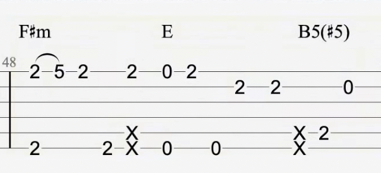 F#m E B5(#5)
48
2 5 2 2 0 2
2 2 0
X X 2
2 2 X 0 0 X